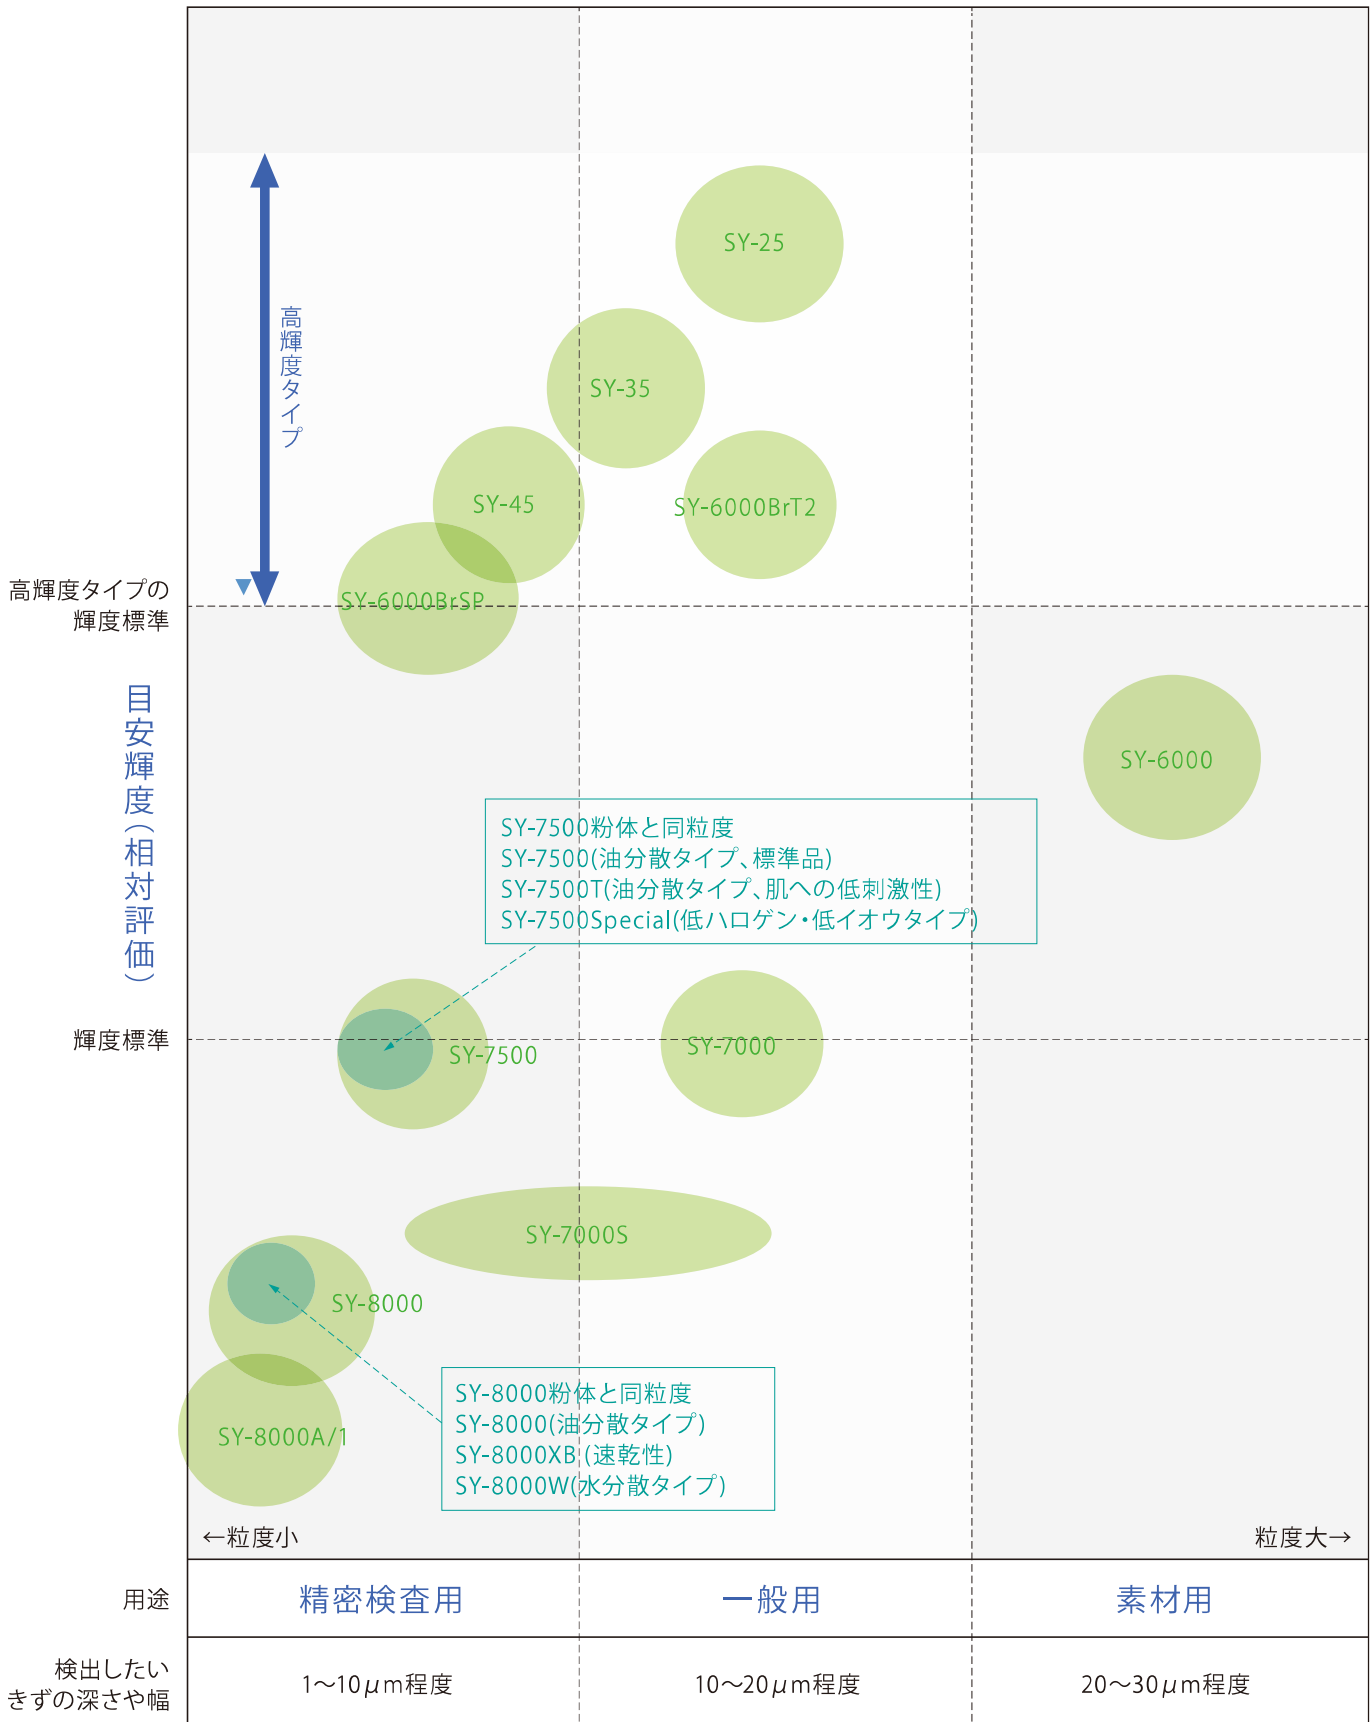 SY-25
高輝度タイプ
SY-35
SY-45
SY-6000BrT2
高輝度タイプの
輝度標準
SY-6000BrSP
目安輝度(相対評価)
SY-6000
SY-7500粉体と同粒度
SY-7500(油分散タイプ、標準品)
SY-7500T(油分散タイプ、肌への低刺激性)
SY-7500Special(低ハロゲン・低イオウタイプ)
輝度標準
SY-7500
SY-7000
SY-7000S
SY-8000
SY-8000粉体と同粒度
SY-8000(油分散タイプ)
SY-8000XB (速乾性)
SY-8000W(水分散タイプ)
SY-8000A/1
←粒度小
粒度大→
用途
精密検査用
一般用
素材用
検出したい
きずの深さや幅
1〜10μm程度
10〜20μm程度
20〜30μm程度